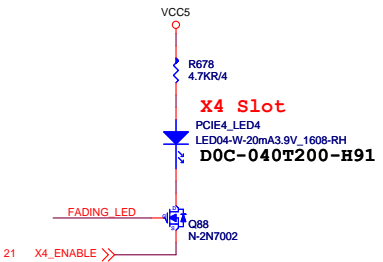 VCC5
R678
4.7KR/4
X4 Slot
PCIE4_LED4
LED04-W-20mA3.9V_1608-RH
D0C-040T200-H91
FADING_LED
Q88
N-2N7002
21 X4_ENABLE